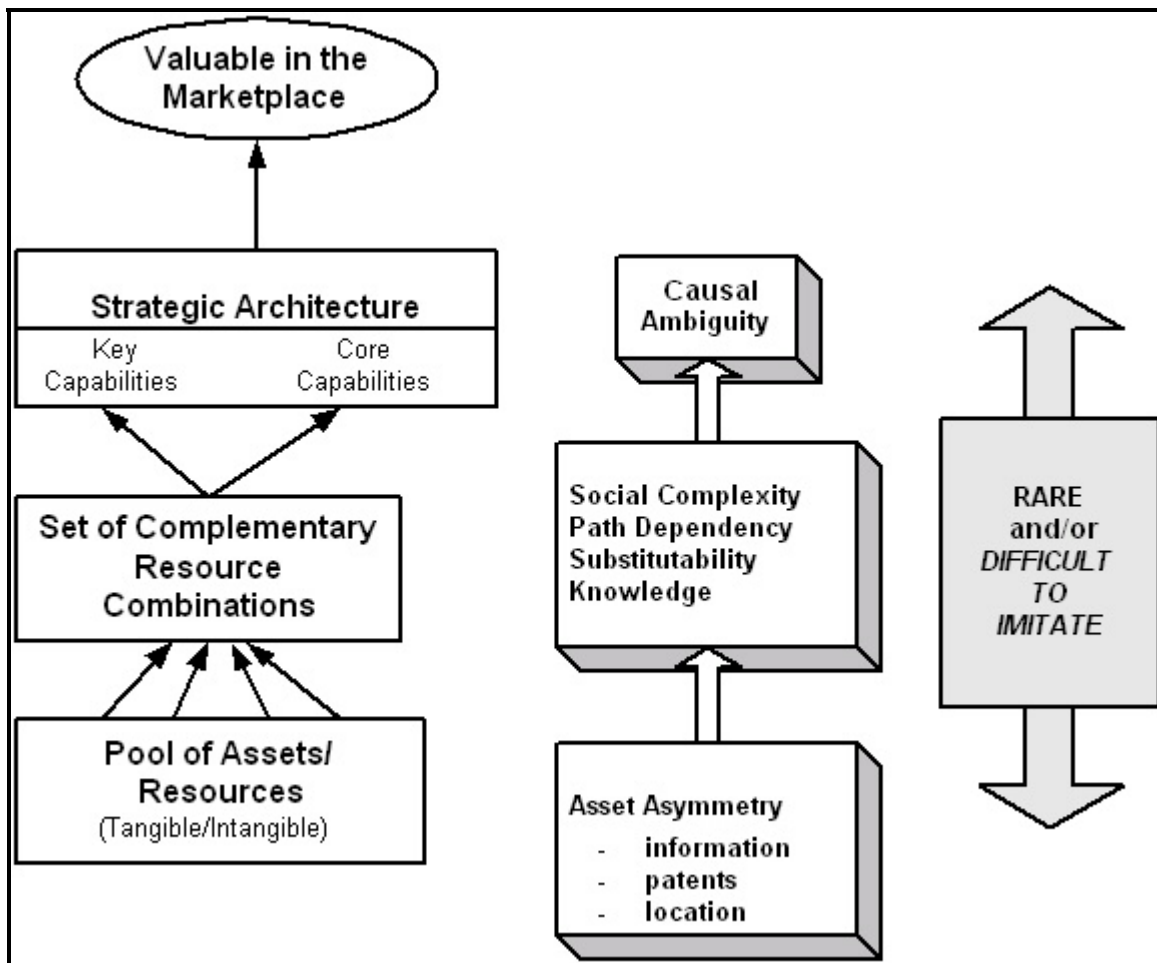 Valuable in the
Marketplace
Strategic Architecture
Key
Capabilities
Core
Capabilities
Set of Complementary
Resource
Combinations
Pool of Assets/
Resources
(Tangible/Intangible)
Causal
Ambiguity
Social Complexity
Path Dependency
Substitutability
Knowledge
Asset Asymmetry
- information
- patents
- location
RARE
and/or
DIFFICULT
TO
IMITATE